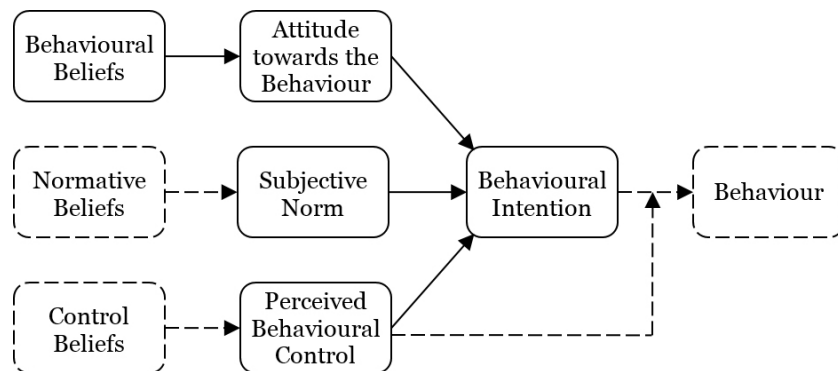 Behavioural
Beliefs
Attitude
towards the
Behaviour
Normative
Beliefs
Subjective
Norm
Behavioural
Intention
Behaviour
Control
Beliefs
Perceived
Behavioural
Control